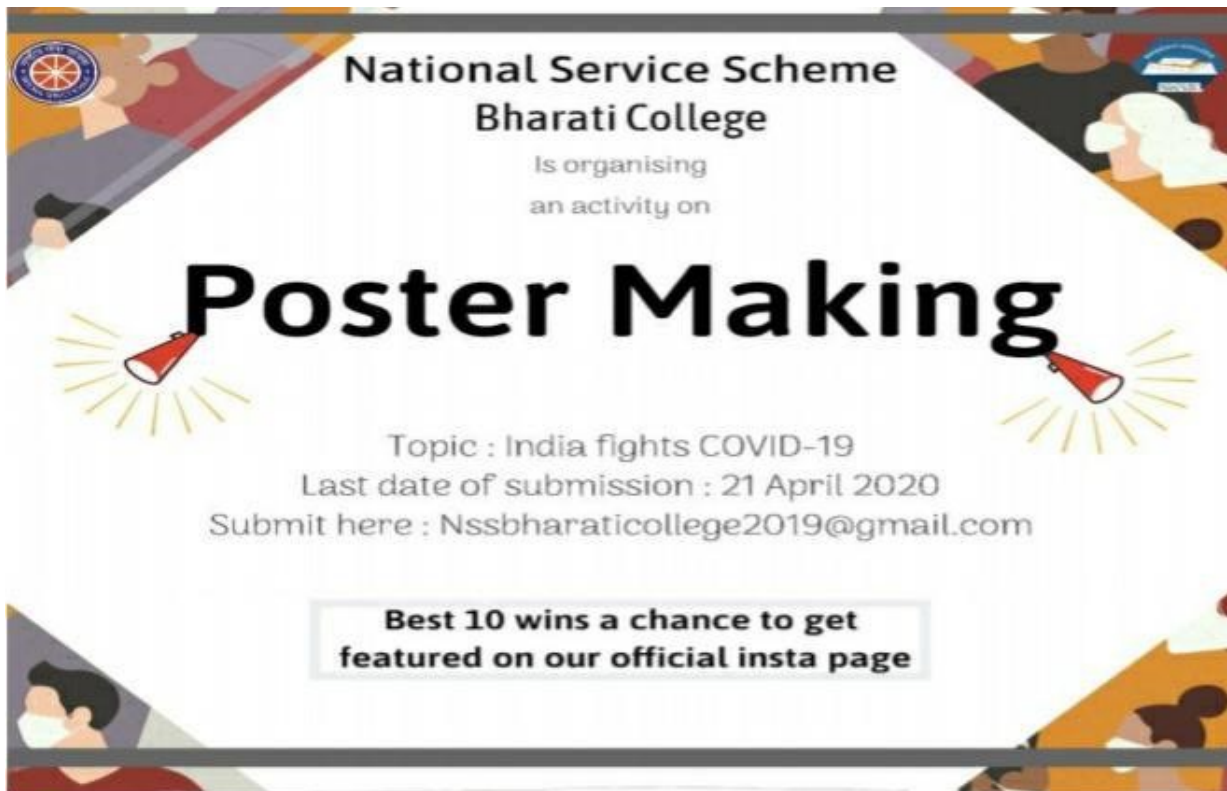 National Service Scheme
Bharati College
Is organising
an activity on
Poster Making
Topic : India fights COVID-19
Last date of submission : 21 April 2020
Submit here : Nssbharaticollege2019@gmail.com
Best 10 wins a chance to get
featured on our official insta page